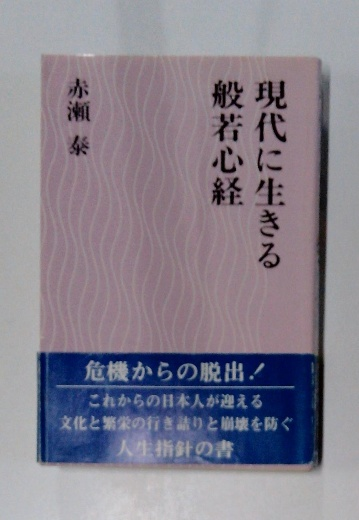 現代に生きる
般若心経
赤瀬 泰
危機からの脱出！
これからの日本人が迎える
文化と繁栄の行き詰りと崩壊を防ぐ
人生指針の書